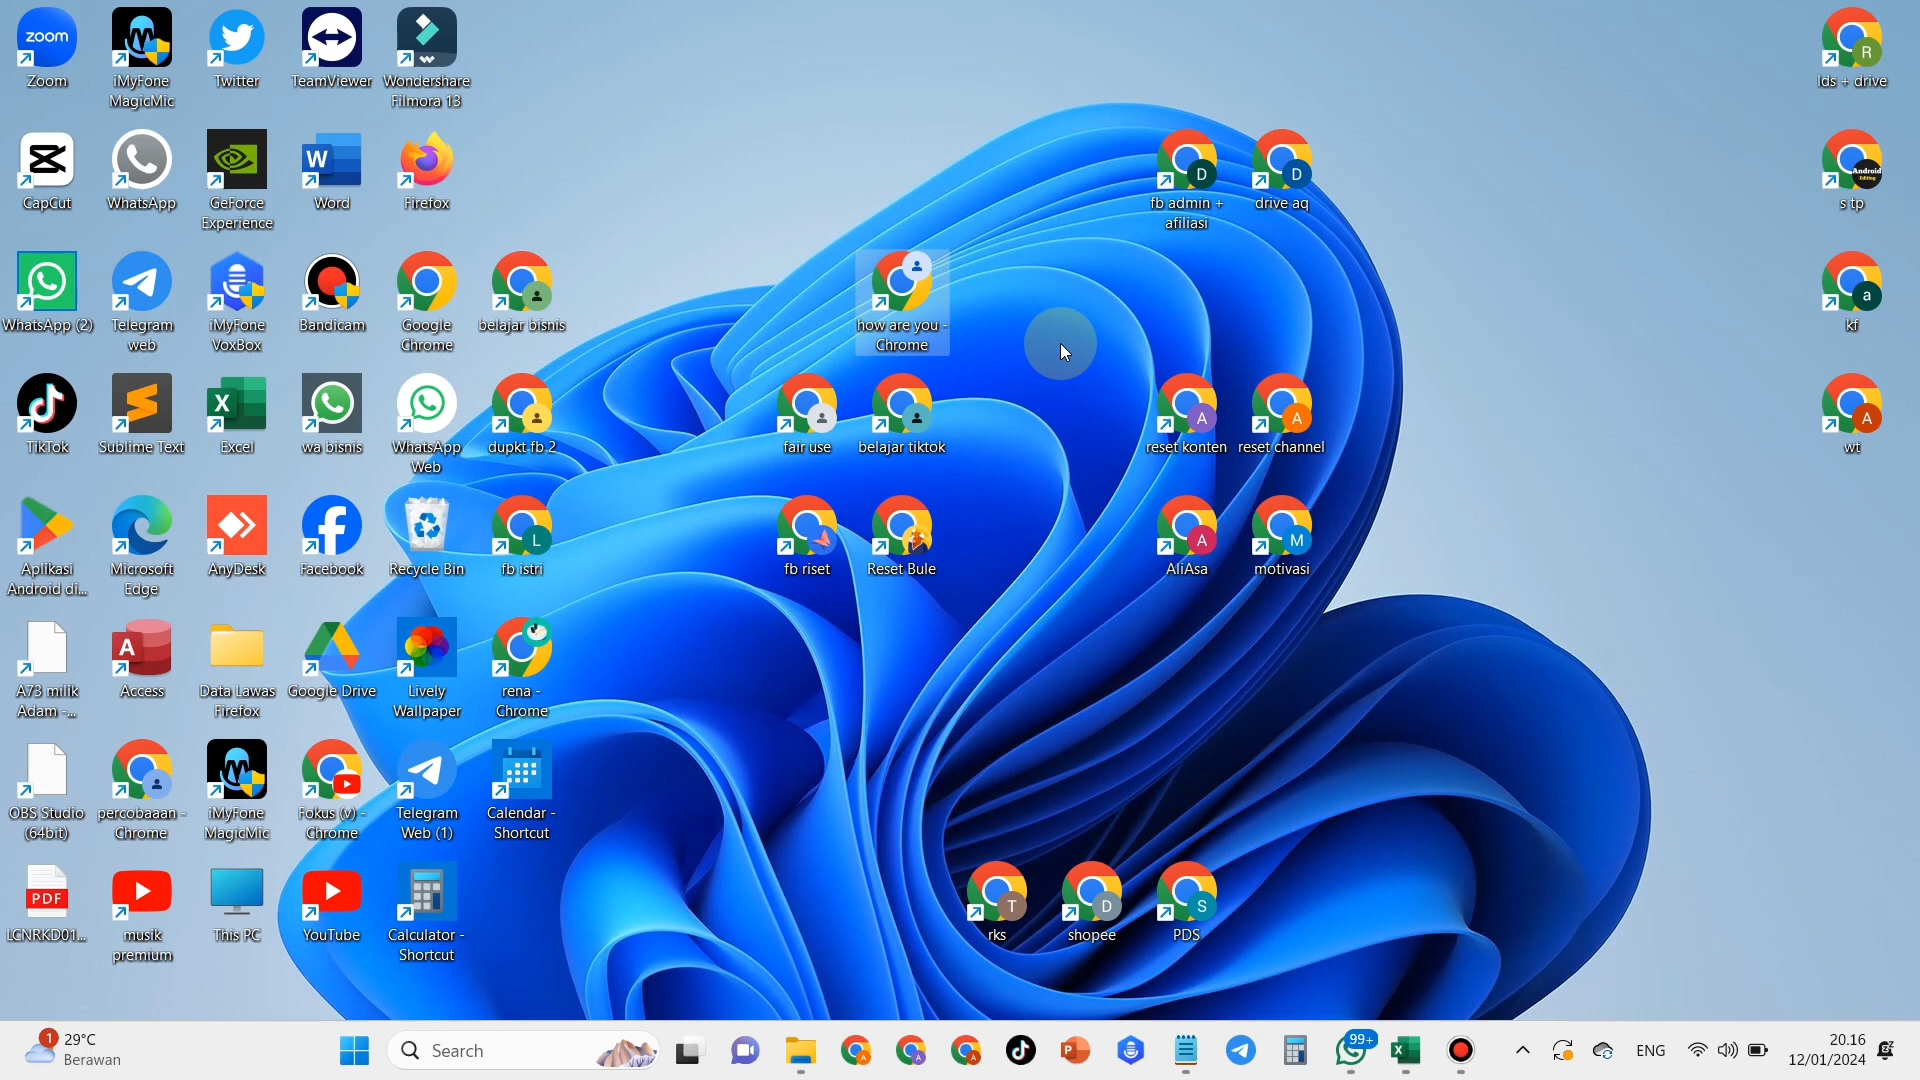 zoom
Zoom
iMyFone
MagicMic
Twitter
TeamViewer
Wondershare
Filmora 13
R
lds + drive
CapCut
WhatsApp
GeForce
Experience
W
Word
Firefox
D
fb admin +
afiliasi
D
drive aq
Android
Editing
s tp
WhatsApp (2)
Telegram
web
iMyFone
VoxBox
Bandicam
Google
Chrome
belajar bisnis
how are you -
Chrome
a
kf
TikTok
Sublime Text
X
Excel
wa bisnis
WhatsApp
Web
dupkt fb 2
fair use
belajar tiktok
A
reset konten
A
reset channel
A
wt
Aplikasi
Android di...
Microsoft
Edge
AnyDesk
Facebook
Recycle Bin
L
fb istri
fb riset
Reset Bule
A
AliAsa
M
motivasi
A73 milik
Adam -...
A
Access
Data Lawas
Firefox
Google Drive
Lively
Wallpaper
rena -
Chrome
OBS Studio
(64bit)
percobaaan -
Chrome
iMyFone
MagicMic
Fokus (v) -
Chrome
Telegram
Web (1)
Calendar -
Shortcut
PDF
LCNRKD01...
musik
premium
This PC
YouTube
Calculator -
Shortcut
T
rks
D
shopee
S
PDS
1
29°C
Berawan
Search
A
A
A
P
99+
X
ENG
20.16
12/01/2024